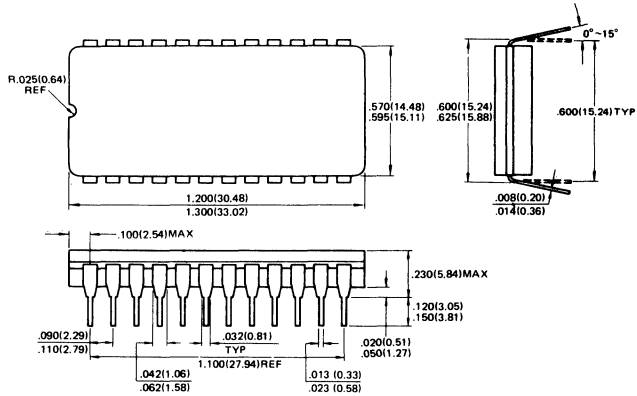 0°~15°
R.025(0.64)
REF
.570(14.48)
.595(15.11)
.600(15.24)
.625(15.88)
.600(15.24)TYP
1.200(30.48)
1.300(33.02)
.008(0.20)
.014(0.36)
.100(2.54)MAX
.230(5.84)MAX
.120(3.05)
.150(3.81)
.090(2.29)
.110(2.79)
.032(0.81)
TYP
.020(0.51)
.050(1.27)
1.100(27.94)REF
.042(1.06)
.062(1.58)
.013 (0.33)
.023 (0.58)